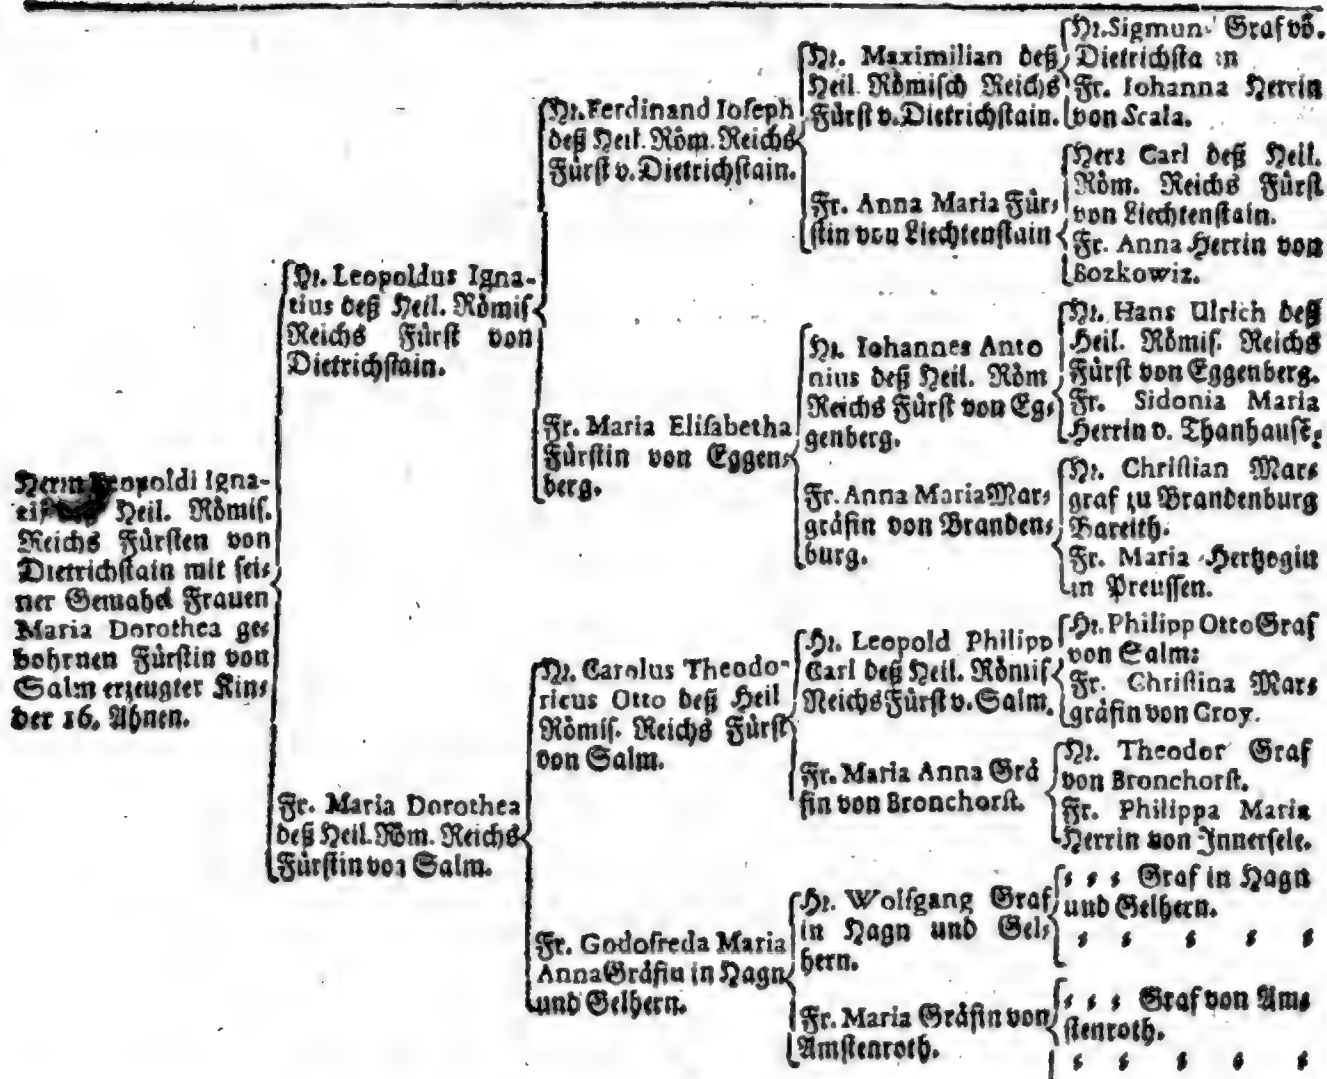 Leopoldi Igna-
Heil. Römis.
Reichs Fürsten von
Dietrichstain mit sei-
ner Gemahel Frauen
Maria Dorothea ge-
bohrnen Fürstin von
Salm erzeugter Kin-
der 16. Ahnen.
Hr. Leopoldus Igna-
tius deß Heil. Römis
Reichs Fürst von
Dietrichstain.
Fr. Maria Dorothea
deß Heil. Röm. Reichs
Fürstin von Salm.
Hr. Ferdinand Ioseph
deß Heil. Röm. Reichs
Fürst v. Dietrichstain.
Fr. Maria Elisabetha
Fürstin von Eggen-
berg.
Hr. Carolus Theodo-
ricus Otto deß Heil
Römis. Reichs Fürst
von Salm.
Fr. Godofreda Maria
Anna Gräfin in Hagn
und Gelhern.
Hr. Maximilian deß
Heil. Römisch Reichs
Fürst v. Dietrichstain.
Fr. Anna Maria Für-
stin von Liechtenstain
Hr. Iohannes Anto
nius deß Heil. Röm
Reichs Fürst von Eg-
genberg.
Fr. Anna Maria Mar-
gräfin von Branden-
burg.
Hr. Leopold Philipp
Carl deß Heil. Römis
Reichs Fürst v. Salm.
Fr. Maria Anna Grä
fin von Bronchorst.
Hr. Wolfgang Graf
in Hagn und Gel-
hern.
Fr. Maria Gräfin von
Amstenroth.
Hr. Sigmun Graf vō.
Dietrichsta in
Fr. Iohanna Herrin
von Scala.
Herr Carl deß Heil.
Röm. Reichs Fürst
von Liechtenstain.
Fr. Anna Herrin von
Bozkowiz.
Hr. Hans Ulrich deß
Heil. Römis. Reichs
Fürst von Eggenberg.
Fr. Sidonia Maria
Herrin v. Thanhause.
Hr. Christian Mar-
graf zu Brandenburg
Bareith.
Fr. Maria Hertzogin
in Preussen.
Hr. Philipp Otto Graf
von Salm:
Fr. Christina Mar-
gräfin von Croy.
Hr. Theodor Graf
von Bronchorst.
Fr. Philippa Maria
Herrin von Innersele.
- - - Graf in Hagn
und Gelhern.
- - - - -
- - - Graf von Am-
stenroth.
- - - - -